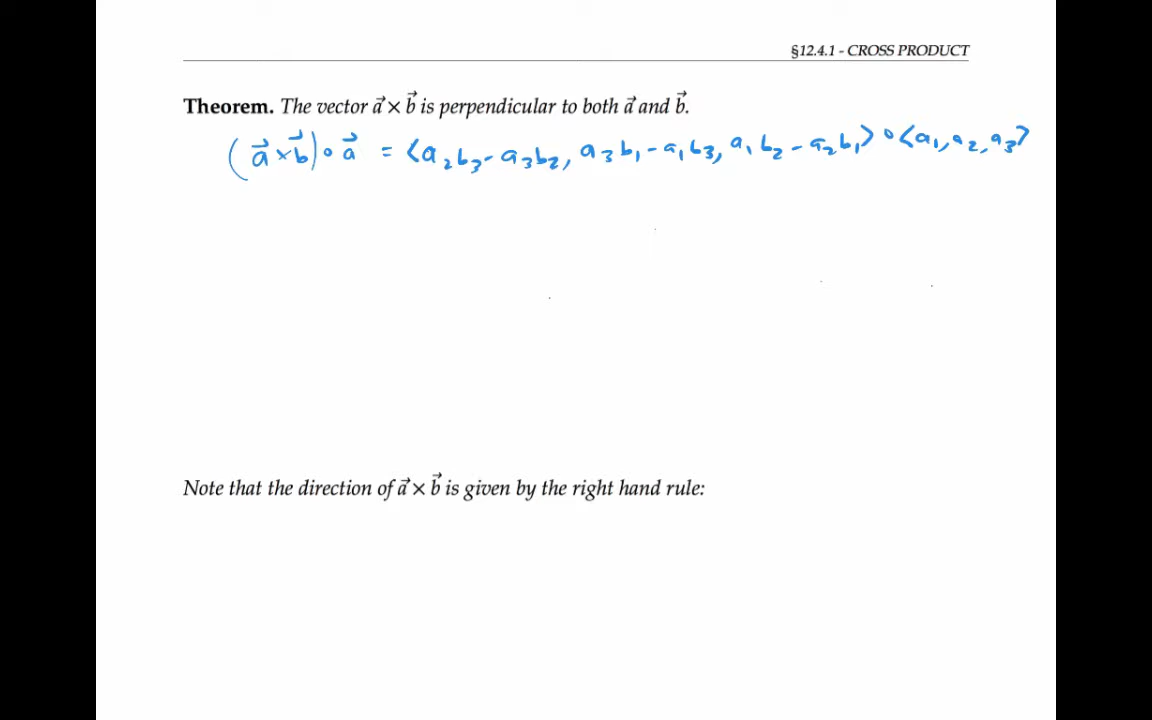 §12.4.1 - CROSS PRODUCT
Theorem. The vector a⃗ × b⃗ is perpendicular to both a⃗ and b⃗.
(a⃗ × b⃗) ∘ a⃗ = ⟨a₂b₃ - a₃b₂, a₃b₁ - a₁b₃, a₁b₂ - a₂b₁⟩ ∘ ⟨a₁, a₂, a₃⟩
Note that the direction of a⃗ × b⃗ is given by the right hand rule: